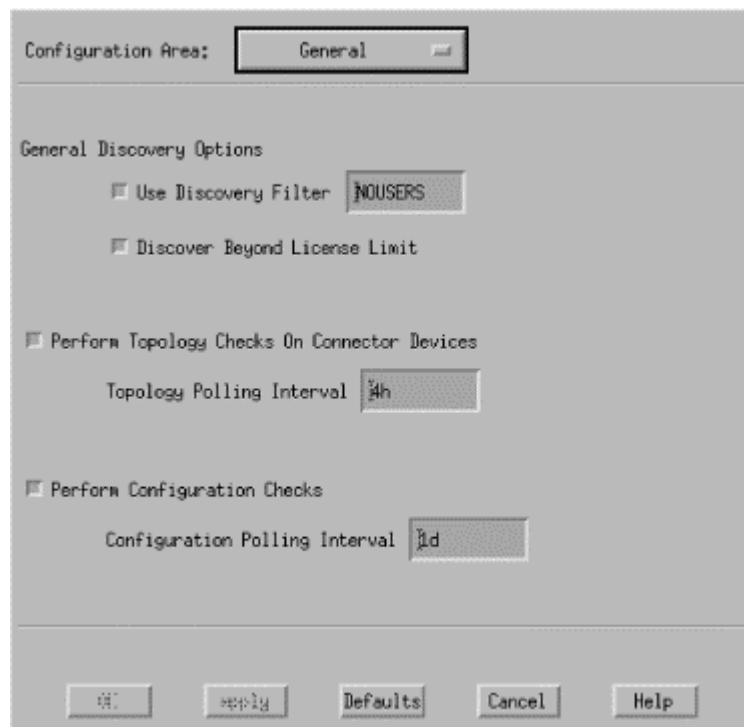 Configuration Area: General
General Discovery Options
Use Discovery Filter NOUSERS
Discover Beyond License Limit
Perform Topology Checks On Connector Devices
Topology Polling Interval 4h
Perform Configuration Checks
Configuration Polling Interval 1d
OK Apply Defaults Cancel Help